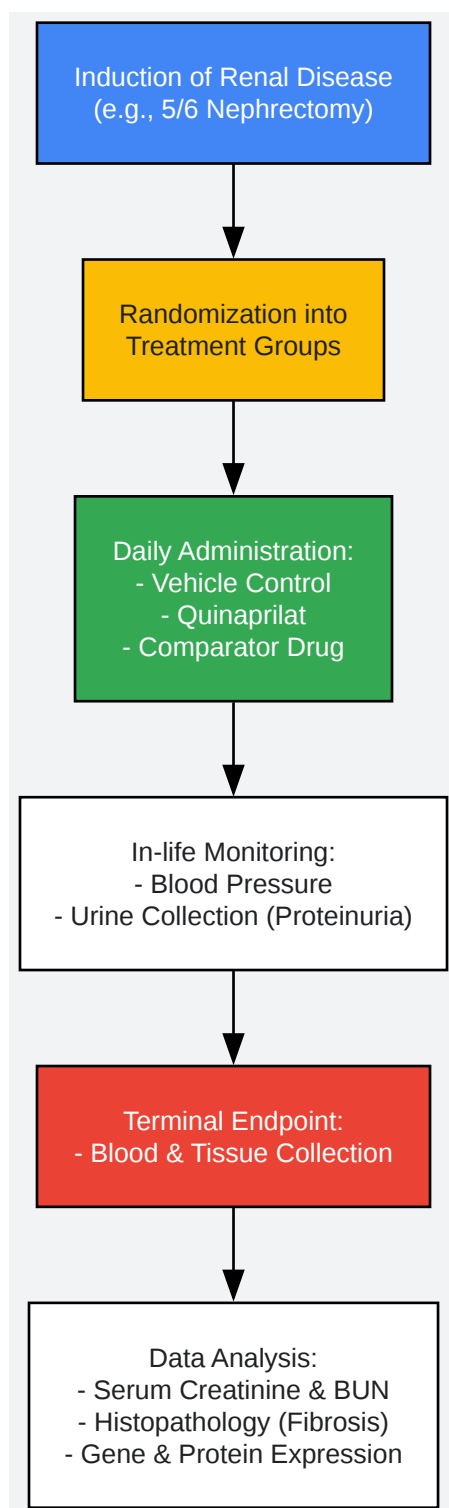 Induction of Renal Disease
(e.g., 5/6 Nephrectomy)
Randomization into
Treatment Groups
Daily Administration:
- Vehicle Control
- Quinaprilat
- Comparator Drug
In-life Monitoring:
- Blood Pressure
- Urine Collection (Proteinuria)
Terminal Endpoint:
- Blood & Tissue Collection
Data Analysis:
- Serum Creatinine & BUN
- Histopathology (Fibrosis)
- Gene & Protein Expression